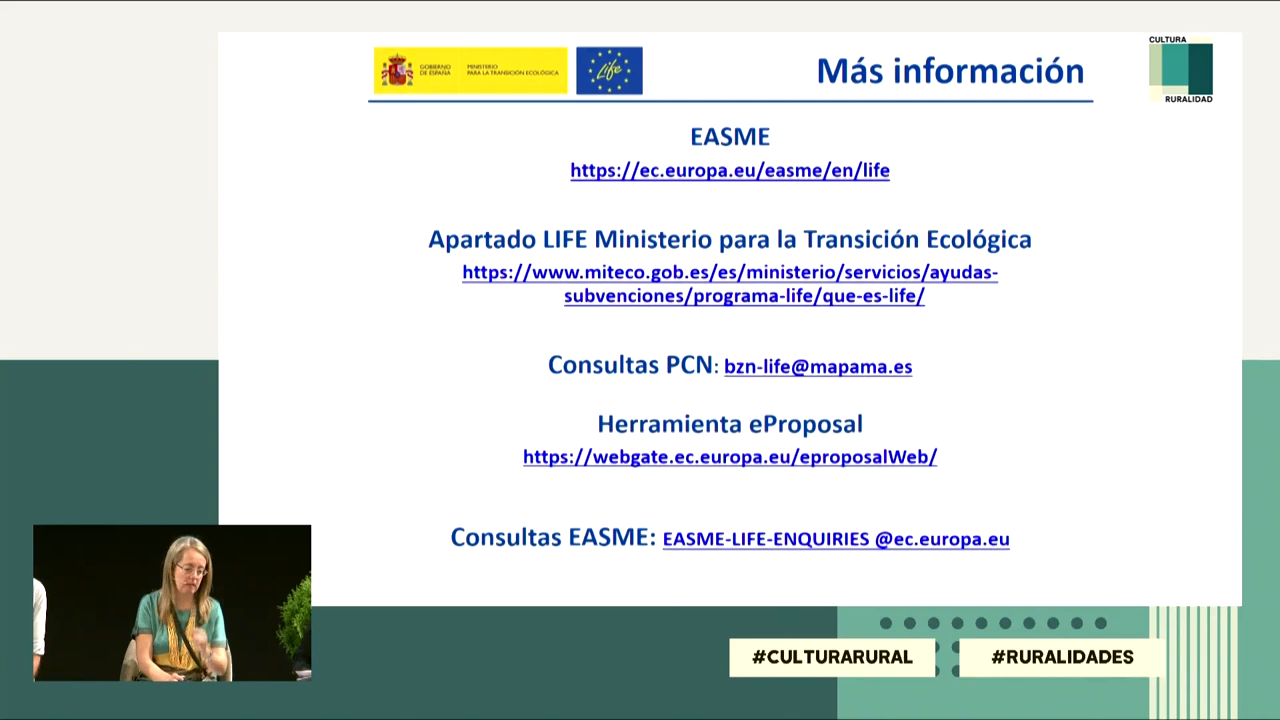 GOBIERNO
DE ESPAÑA
MINISTERIO
PARA LA TRANSICIÓN ECOLÓGICA
Life
Más información
CULTURA
RURALIDAD
EASME
https://ec.europa.eu/easme/en/life
Apartado LIFE Ministerio para la Transición Ecológica
https://www.miteco.gob.es/es/ministerio/servicios/ayudas-
subvenciones/programa-life/que-es-life/
Consultas PCN: bzn-life@mapama.es
Herramienta eProposal
https://webgate.ec.europa.eu/eproposalWeb/
Consultas EASME: EASME-LIFE-ENQUIRIES @ec.europa.eu
#CULTURARURAL
#RURALIDADES